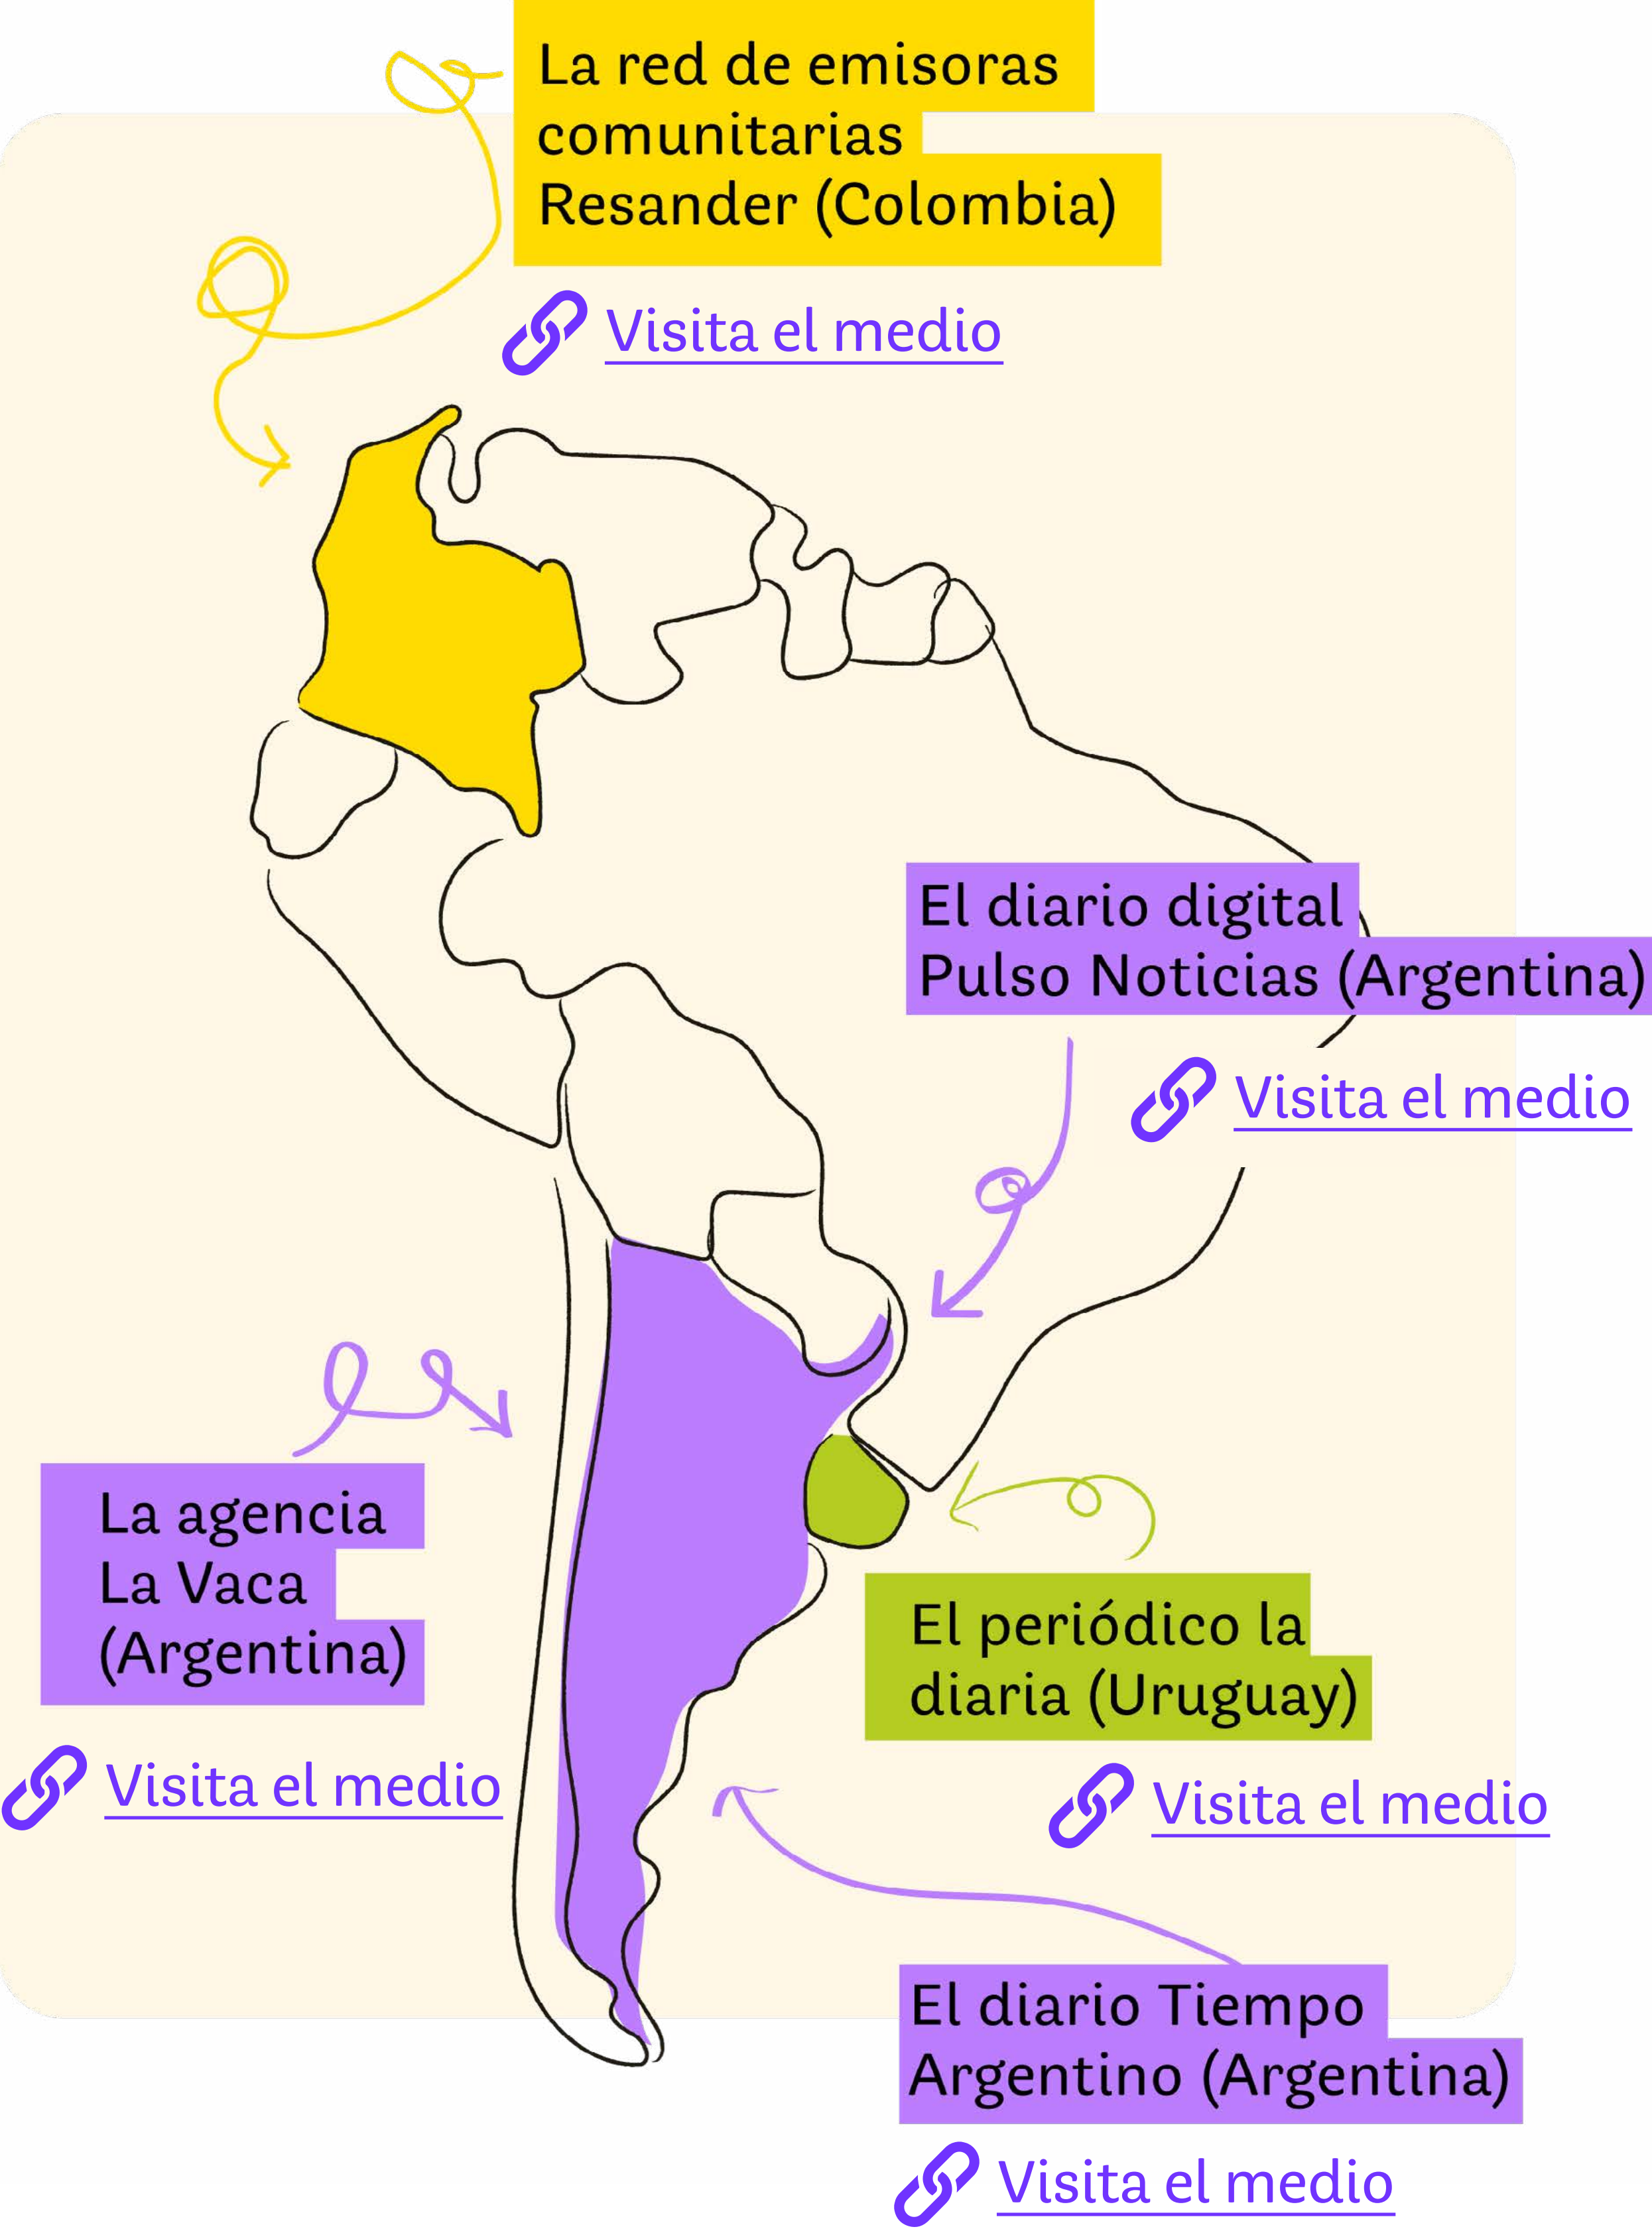 La red de emisoras
comunitarias
Resander (Colombia)
Visita el medio
El diario digital
Pulso Noticias (Argentina)
Visita el medio
La agencia
La Vaca
(Argentina)
Visita el medio
El periódico la
diaria (Uruguay)
Visita el medio
El diario Tiempo
Argentino (Argentina)
Visita el medio